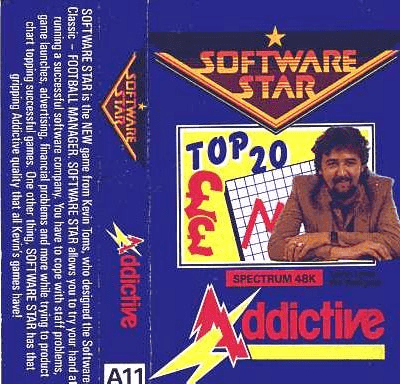 SOFTWARE STAR is the NEW game from Kevin Toms, who designed the Software
Classic – FOOTBALL MANAGER. SOFTWARE STAR allows you to try your hand at
running a successful software company. You have to cope with staff problems,
game launches, advertising, financial problems and more while trying to product
chart topping successful games. One other thing, SOFTWARE STAR has that
gripping Addictive quality that all Kevin's games have!
SOFTWARE
STAR
Addictive
A11
SOFTWARE
STAR
TOP 20
££
SPECTRUM 48K
Addictive